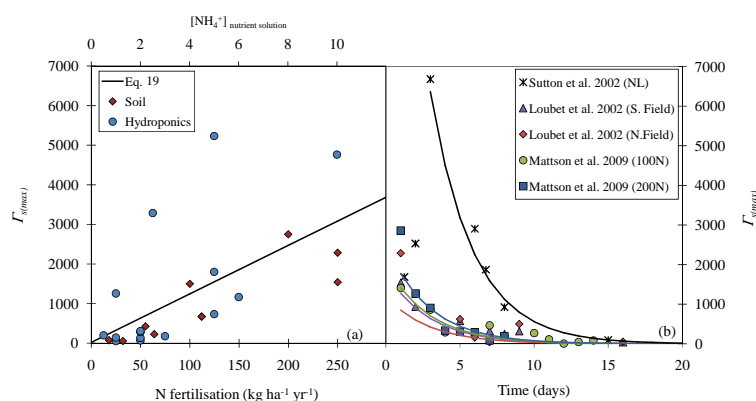 [NH₄⁺] nutrient solution
0 2 4 6 8 10
7000
6000
5000
4000
3000
2000
1000
0
Γs(max)
Eq. 19
Soil
Hydroponics
(a)
0 50 100 150 200 250
N fertilisation (kg ha⁻¹ yr⁻¹)
Sutton et al. 2002 (NL)
Loubet et al. 2002 (S. Field)
Loubet et al. 2002 (N.Field)
Mattson et al. 2009 (100N)
Mattson et al. 2009 (200N)
(b)
0 5 10 15 20
Time (days)
7000
6000
5000
4000
3000
2000
1000
0
Γs(max)